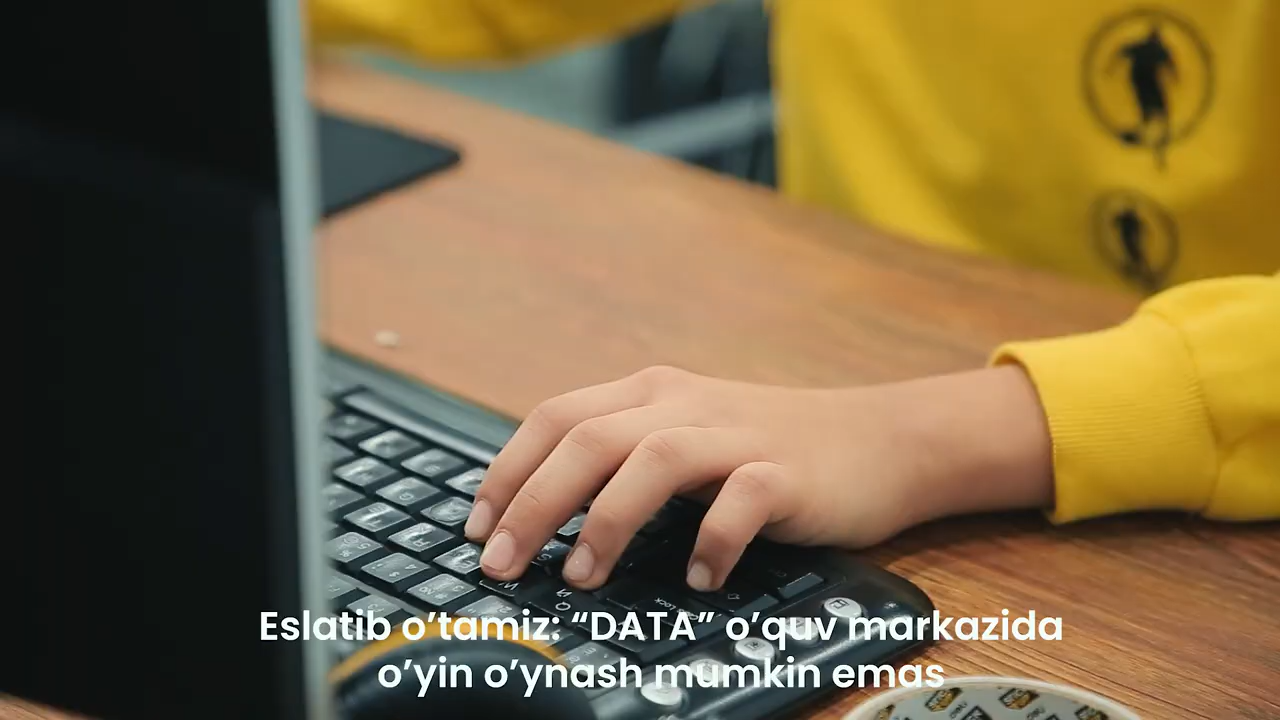 Eslatib o’tamiz: “DATA” o’quv markazida
o’yin o’ynash mumkin emas